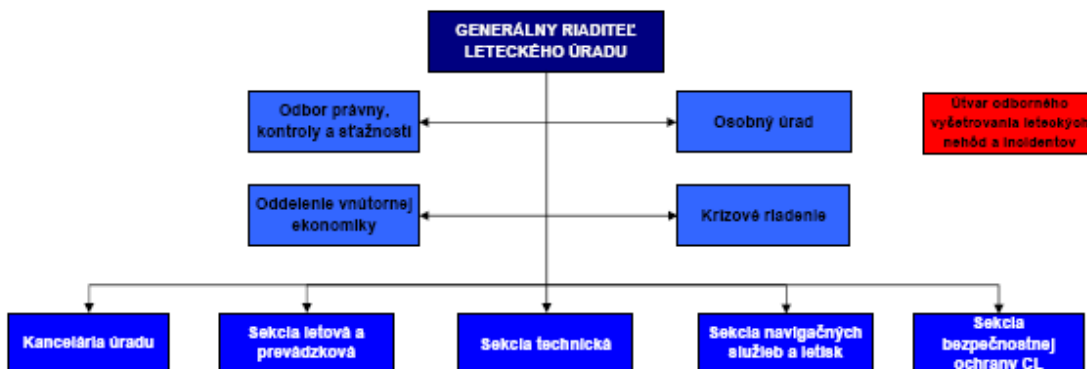 GENERÁLNY RIADITEĽ
LETECKÉHO ÚRADU
Odbor právny,
kontroly a sťažností
Osobný úrad
Útvar odborného
vyšetrovania leteckých
nehôd a incidentov
Oddelenie vnútornej
ekonomiky
Krízové riadenie
Kancelária úradu
Sekcia letová a
prevádzková
Sekcia technická
Sekcia navigačných
služieb a letísk
Sekcia
bezpečnostnej
ochrany CL